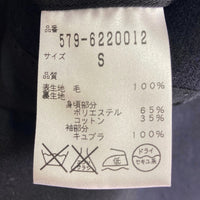 品番
579-6220012
サイズ
S
品質
表生地 毛 100%
裏生地
身頃部分
ポリエステル 65%
コットン 35%
袖部分
キュプラ 100%
ドライ
セキユ系